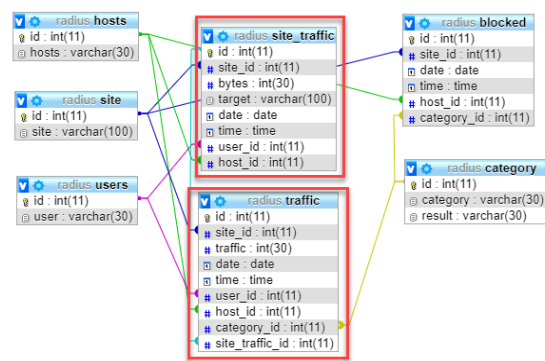 radius hosts
id : int(11)
hosts : varchar(30)
radius site
id : int(11)
site : varchar(100)
radius users
id : int(11)
user : varchar(30)
radius site_traffic
id : int(11)
site_id : int(11)
bytes : int(30)
target : varchar(100)
date : date
time : time
user_id : int(11)
host_id : int(11)
radius traffic
id : int(11)
site_id : int(11)
traffic : int(30)
date : date
time : time
user_id : int(11)
host_id : int(11)
category_id : int(11)
site_traffic_id : int(11)
radius blocked
id : int(11)
site_id : int(11)
date : date
time : time
host_id : int(11)
category_id : int(11)
radius category
id : int(11)
category : varchar(30)
result : varchar(30)